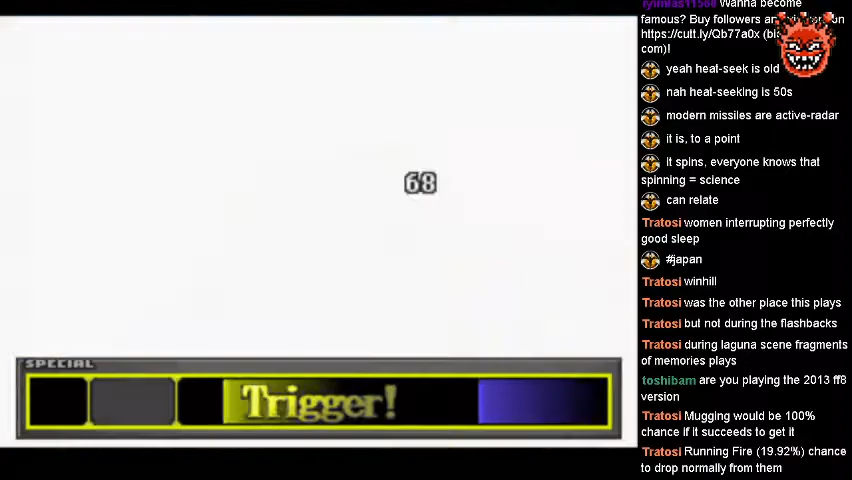 68
SPECIAL
Trigger!
Wanna become
famous? Buy followers
https://cutt.ly/Qb77a0x
com)!
yeah heat-seek is old
nah heat-seeking is 50s
modern missiles are active-radar
it is, to a point
it spins, everyone knows that
spinning = science
can relate
Tratosi women interrupting perfectly
good sleep
#japan
Tratosi winhill
Tratosi was the other place this plays
Tratosi but not during the flashbacks
Tratosi during laguna scene fragments
of memories plays
toshibam are you playing the 2013 ff8
version
Tratosi Mugging would be 100%
chance if it succeeds to get it
Tratosi Running Fire (19.92%) chance
to drop normally from them